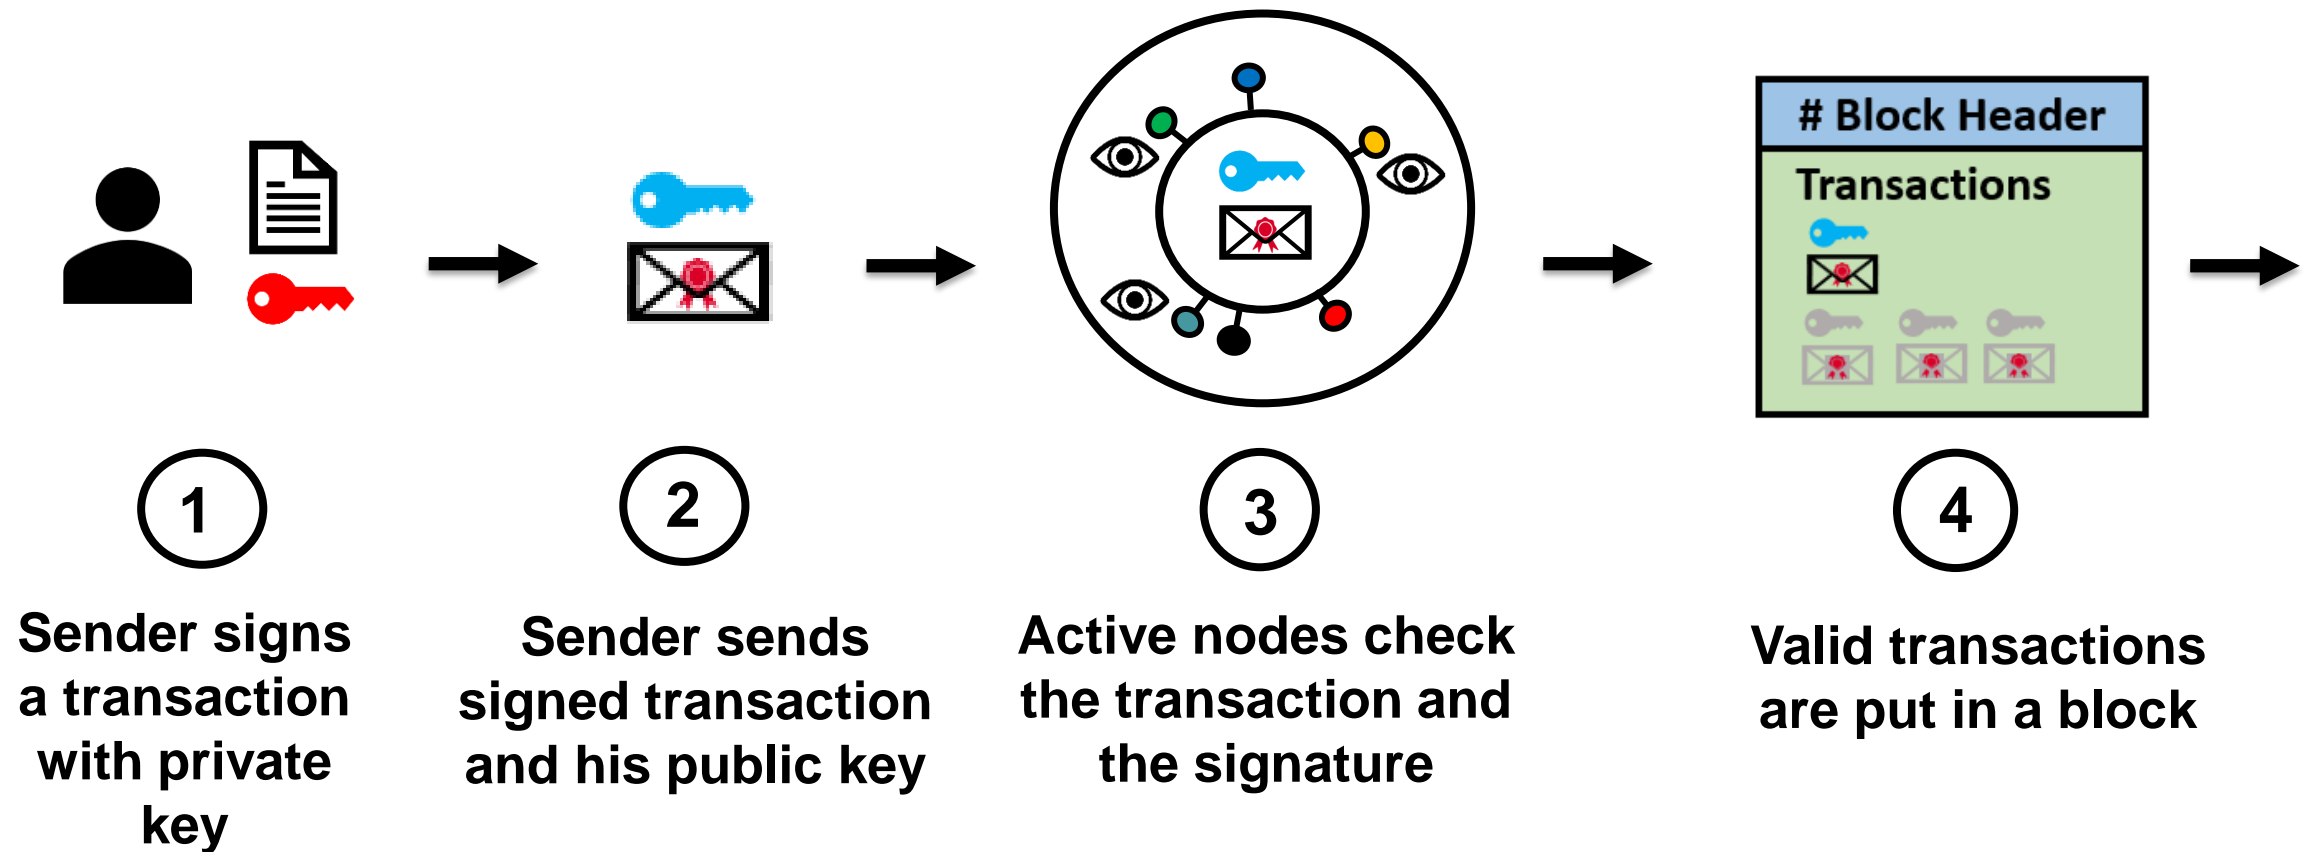 # Block Header
Transactions
1
2
3
4
Sender signs
a transaction
with private
key
Sender sends
signed transaction
and his public key
Active nodes check
the transaction and
the signature
Valid transactions
are put in a block